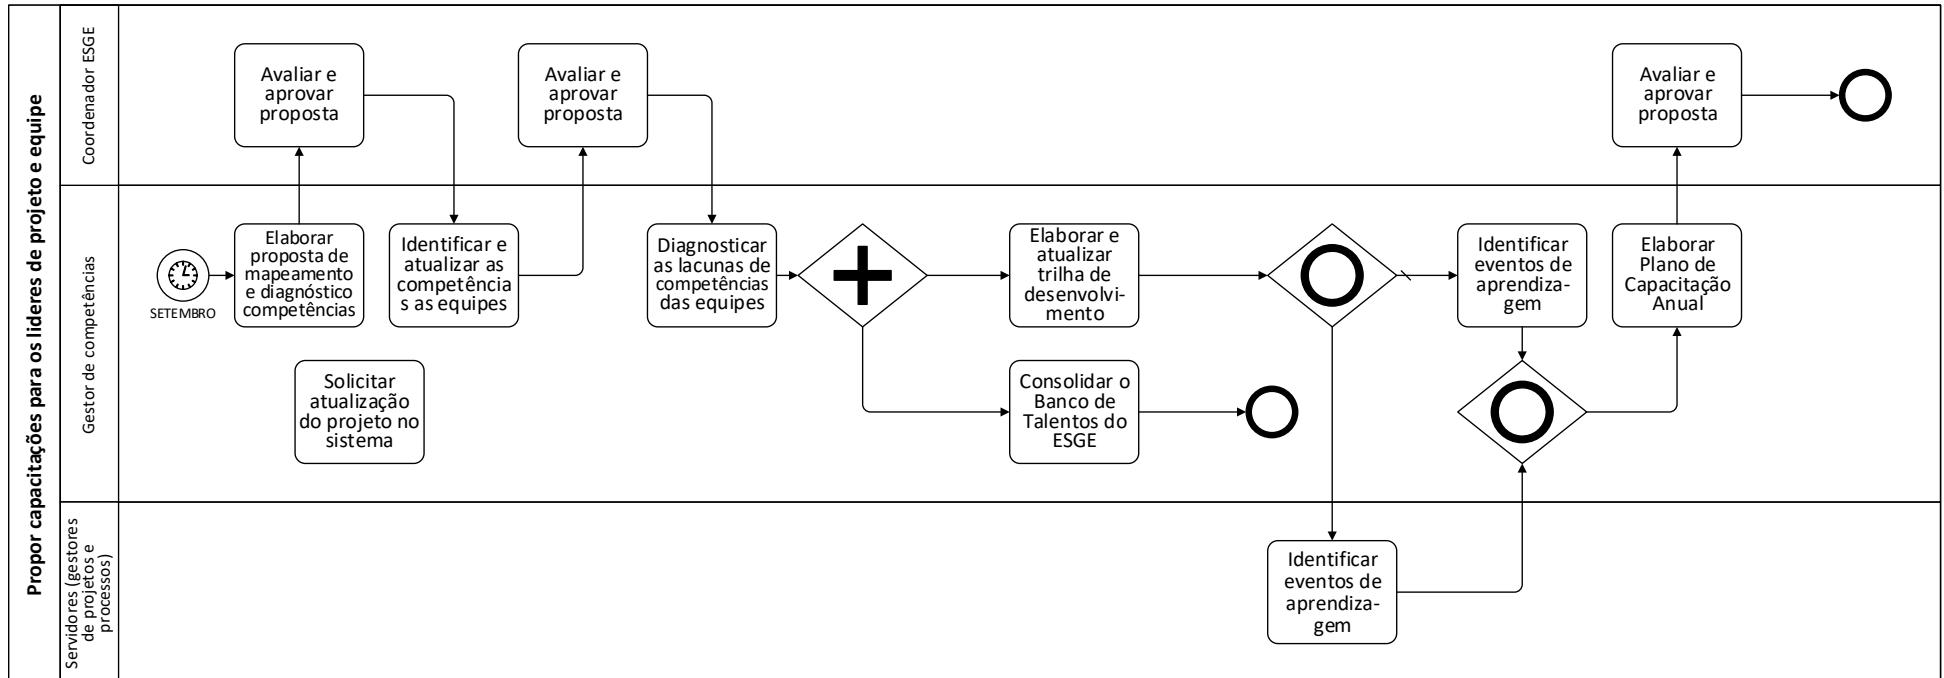 Propor capacitações para os lideres de projeto e equipe
Coordenador ESGE
Avaliar e
aprovar
proposta
Avaliar e
aprovar
proposta
Avaliar e
aprovar
proposta
Gestor de competências
SETEMBRO
Elaborar
proposta de
mapeamento
e diagnóstico
competências
Identificar e
atualizar as
competência
s as equipes
Diagnosticar
as lacunas de
competências
das equipes
Elaborar e
atualizar
trilha de
desenvolvi-
mento
Identificar
eventos de
aprendiza-
gem
Elaborar
Plano de
Capacitação
Anual
Solicitar
atualização
do projeto no
sistema
Consolidar o
Banco de
Talentos do
ESGE
Servidores (gestores
de projetos e
processos)
Identificar
eventos de
aprendiza-
gem